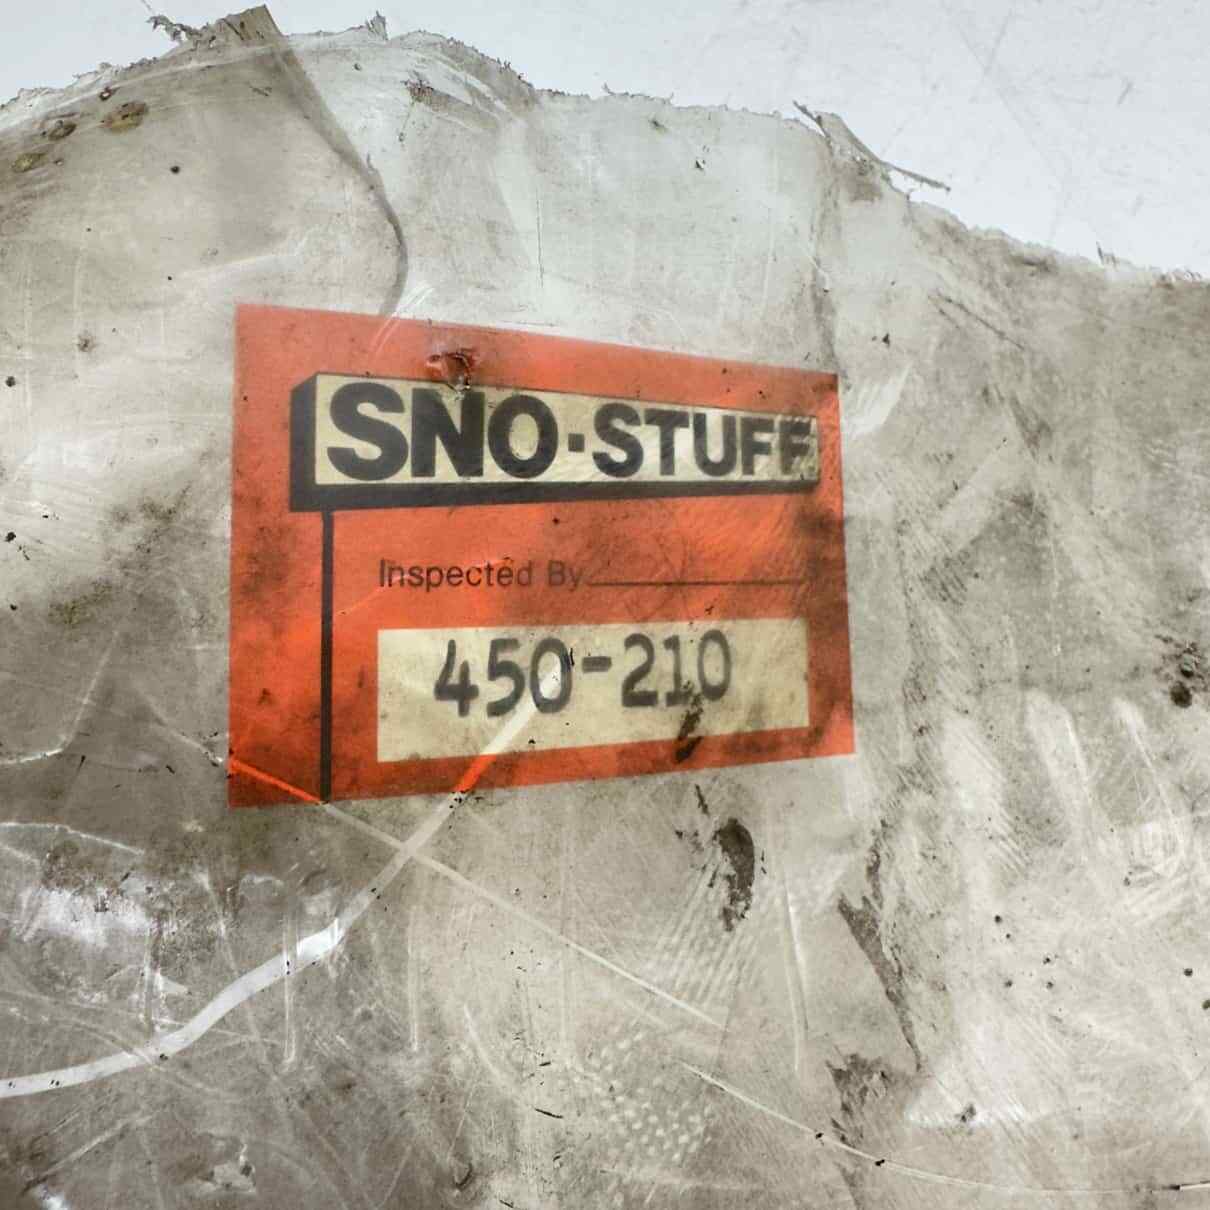 SNO·STUFF
Inspected By
450-210